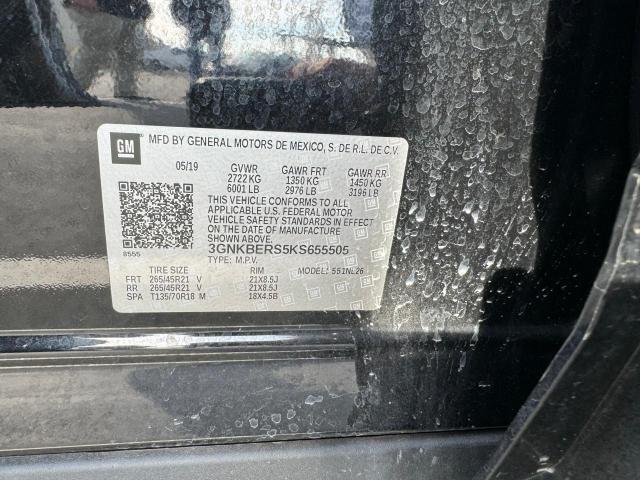 GM
MFD BY GENERAL MOTORS DE MEXICO, S. DE R.L. DE C.V.
05/19 GVWR GAWR FRT GAWR RR
2722 KG 1350 KG 1450 KG
6001 LB 2976 LB 3196 LB
THIS VEHICLE CONFORMS TO ALL
APPLICABLE U.S. FEDERAL MOTOR
VEHICLE SAFETY STANDARDS IN EFFECT
ON THE DATE OF MANUFACTURE SHOWN
ABOVE.
3GNKBERS5KS655505
8555 TYPE: M.P.V. MODEL: 551NL26
TIRE SIZE RIM
FRT 265/45R21 V 21X8.5J
RR 265/45R21 V 21X8.5J
SPA T135/70R18 M 18X4.5B